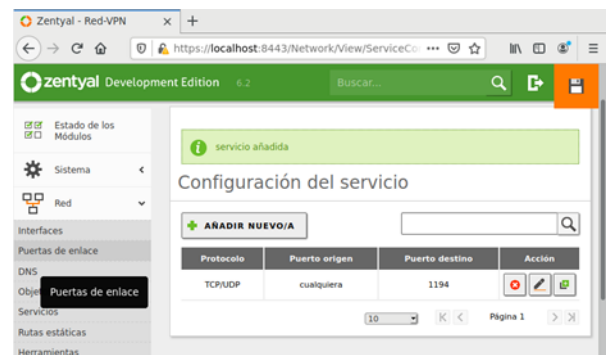 Zentyal - Red-VPN
https://localhost:8443/Network/View/ServiceCo
zentyal Development Edition 6.2 Buscar...
Estado de los
Módulos
Sistema
Red
Interfaces
Puertas de enlace
DNS
Obje
Puertas de enlace
Servicios
Rutas estáticas
Herramientas
servicio añadida
Configuración del servicio
AÑADIR NUEVO/A
Protocolo Puerto origen Puerto destino Acción
TCP/UDP cualquiera 1194
10 Página 1